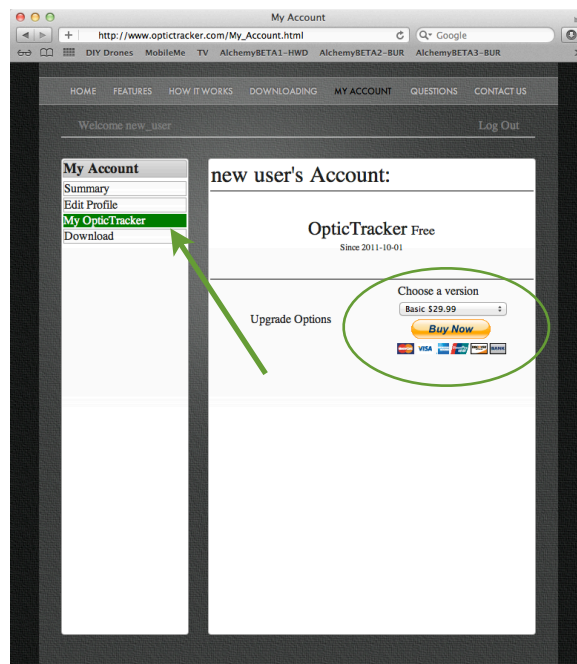 My Account
http://www.optictracker.com/My_Account.html
Google
DIY Drones MobileMe TV AlchemyBETA1-HWD AlchemyBETA2-BUR AlchemyBETA3-BUR
HOME FEATURES HOW IT WORKS DOWNLOADING MY ACCOUNT QUESTIONS CONTACT US
Welcome new_user Log Out
My Account
Summary
Edit Profile
My OpticTracker
Download
new user's Account:
OpticTracker Free
Since 2011-10-01
Choose a version
Basic $29.99
Upgrade Options
Buy Now
VISA
BANK